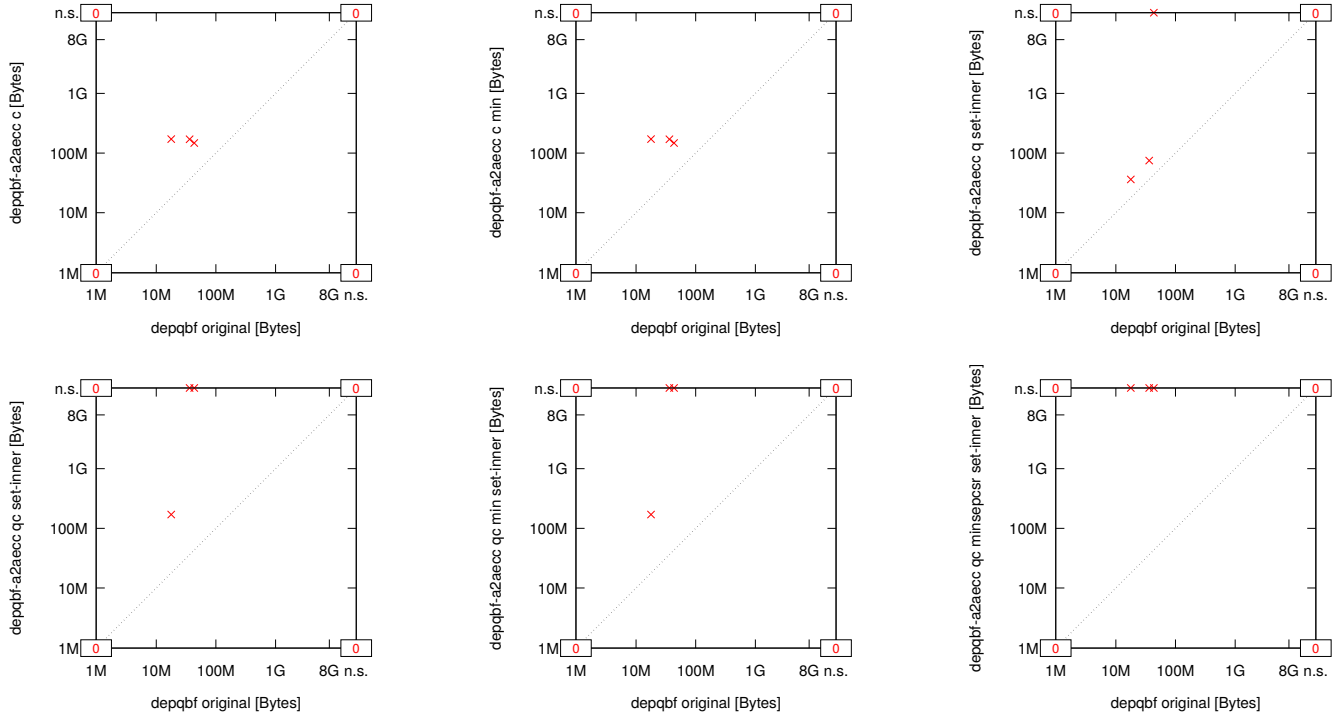 n.s. 0 0
8G
1G
100M
10M
1M 0 0
1M 10M 100M 1G 8G n.s.
depqbf original [Bytes]
depqbf-a2aecc c [Bytes]
n.s. 0 0
8G
1G
100M
10M
1M 0 0
1M 10M 100M 1G 8G n.s.
depqbf original [Bytes]
depqbf-a2aecc c min [Bytes]
n.s. 0 0
8G
1G
100M
10M
1M 0 0
1M 10M 100M 1G 8G n.s.
depqbf original [Bytes]
depqbf-a2aecc q set-inner [Bytes]
n.s. 0 0
8G
1G
100M
10M
1M 0 0
1M 10M 100M 1G 8G n.s.
depqbf original [Bytes]
depqbf-a2aecc qc set-inner [Bytes]
n.s. 0 0
8G
1G
100M
10M
1M 0 0
1M 10M 100M 1G 8G n.s.
depqbf original [Bytes]
depqbf-a2aecc qc min set-inner [Bytes]
n.s. 0 0
8G
1G
100M
10M
1M 0 0
1M 10M 100M 1G 8G n.s.
depqbf original [Bytes]
depqbf-a2aecc qc minsepcsr set-inner [Bytes]